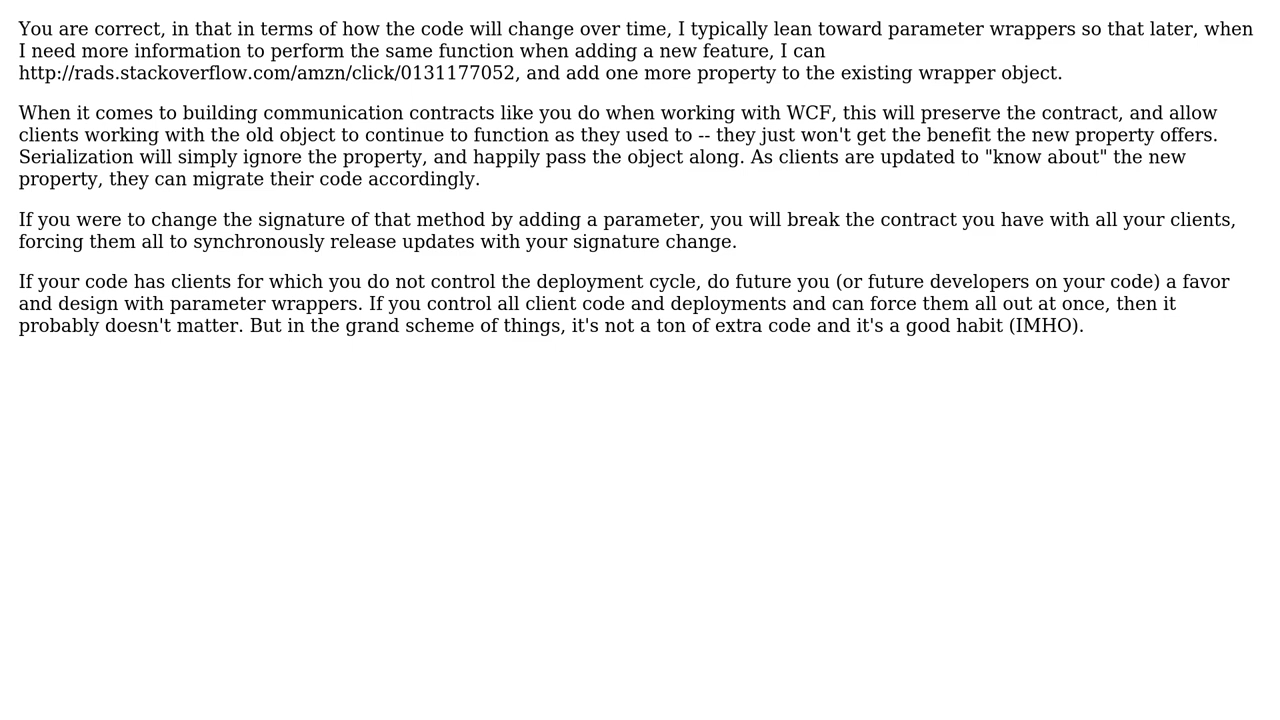 You are correct, in that in terms of how the code will change over time, I typically lean toward parameter wrappers so that later, when
I need more information to perform the same function when adding a new feature, I can
http://rads.stackoverflow.com/amzn/click/0131177052, and add one more property to the existing wrapper object.
When it comes to building communication contracts like you do when working with WCF, this will preserve the contract, and allow
clients working with the old object to continue to function as they used to -- they just won't get the benefit the new property offers.
Serialization will simply ignore the property, and happily pass the object along. As clients are updated to "know about" the new
property, they can migrate their code accordingly.
If you were to change the signature of that method by adding a parameter, you will break the contract you have with all your clients,
forcing them all to synchronously release updates with your signature change.
If your code has clients for which you do not control the deployment cycle, do future you (or future developers on your code) a favor
and design with parameter wrappers. If you control all client code and deployments and can force them all out at once, then it
probably doesn't matter. But in the grand scheme of things, it's not a ton of extra code and it's a good habit (IMHO).